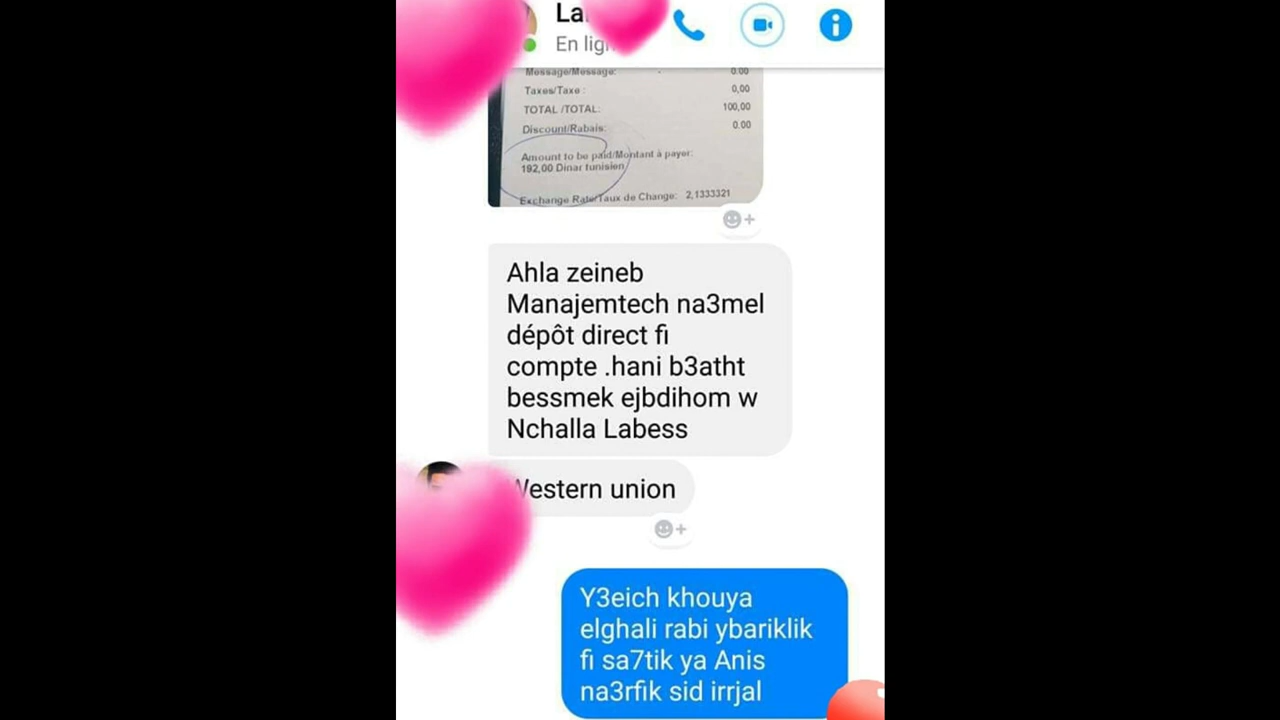 La
En lign
Message/Message: 0.00
Taxes/Taxe : 0,00
TOTAL /TOTAL: 100,00
Discount/Rabais: 0.00
Amount to be paid/Montant à payer:
192,00 Dinar tunisien
Exchange Rate/Taux de Change: 2,1333321
Ahla zeineb
Manajemtech na3mel
dépôt direct fi
compte .hani b3atht
bessmek ejbdihom w
Nchalla Labess
Western union
Y3eich khouya
elghali rabi ybariklik
fi sa7tik ya Anis
na3rfik sid irrjal